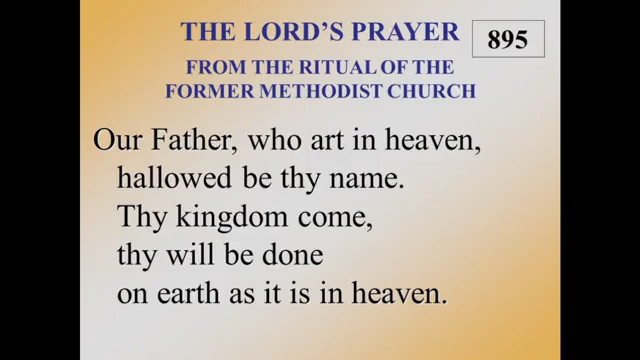 THE LORD'S PRAYER
895
FROM THE RITUAL OF THE
FORMER METHODIST CHURCH
Our Father, who art in heaven,
hallowed be thy name.
Thy kingdom come,
thy will be done
on earth as it is in heaven.